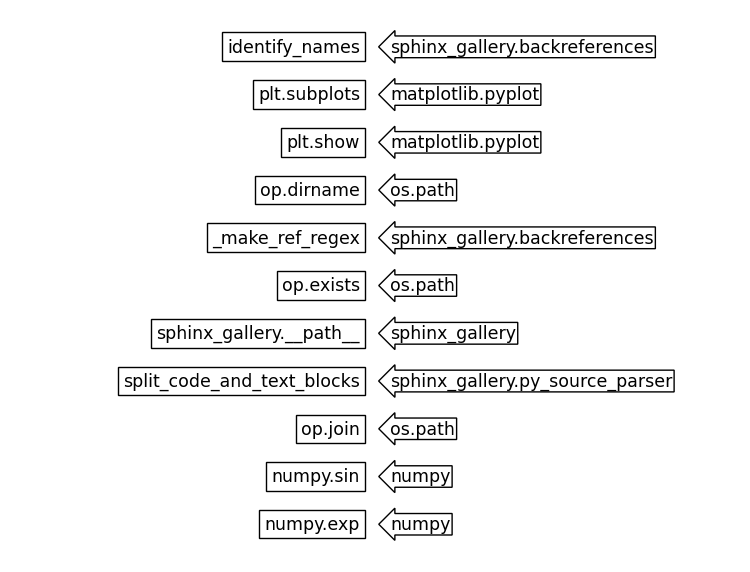 identify_names sphinx_gallery.backreferences
plt.subplots matplotlib.pyplot
plt.show matplotlib.pyplot
op.dirname os.path
_make_ref_regex sphinx_gallery.backreferences
op.exists os.path
sphinx_gallery.__path__ sphinx_gallery
split_code_and_text_blocks sphinx_gallery.py_source_parser
op.join os.path
numpy.sin numpy
numpy.exp numpy